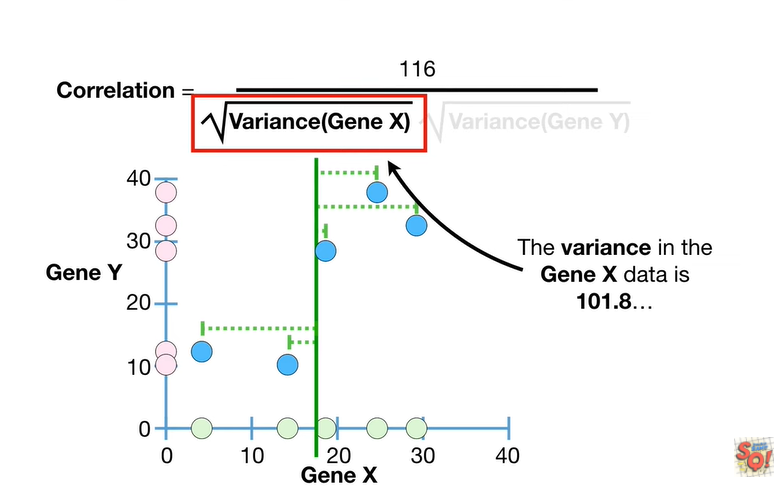 116
Correlation =
√Variance(Gene X) √Variance(Gene Y)
The variance in the
Gene X data is
101.8...
Gene Y
40
30
20
10
0
0 10 20 30 40
Gene X
SQ!